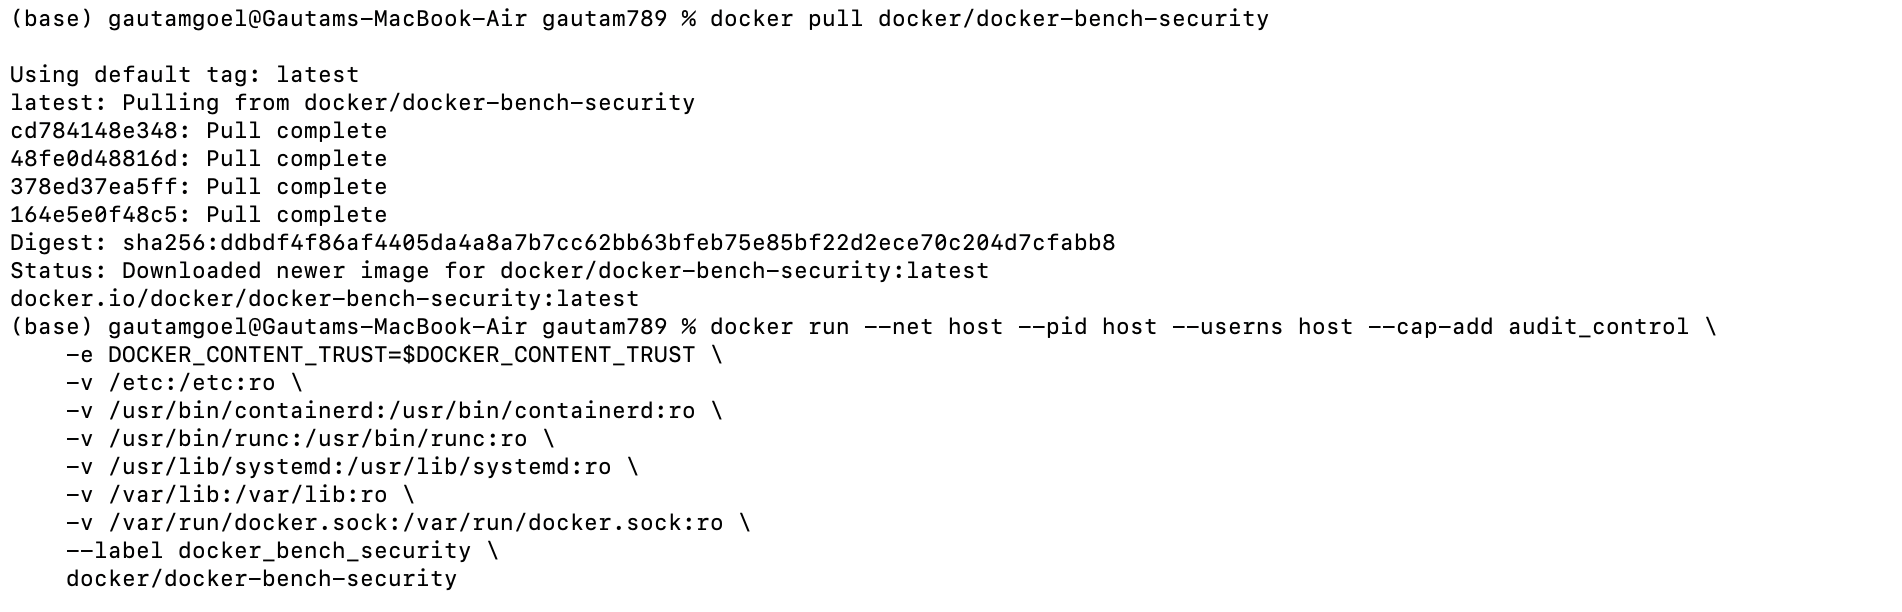 (base) gautamgoel@Gautams-MacBook-Air gautam789 % docker pull docker/docker-bench-security
Using default tag: latest
latest: Pulling from docker/docker-bench-security
cd784148e348: Pull complete
48fe0d48816d: Pull complete
378ed37ea5ff: Pull complete
164e5e0f48c5: Pull complete
Digest: sha256:ddbdf4f86af4405da4a8a7b7cc62bb63bfeb75e85bf22d2ece70c204d7cfabb8
Status: Downloaded newer image for docker/docker-bench-security:latest
docker.io/docker/docker-bench-security:latest
(base) gautamgoel@Gautams-MacBook-Air gautam789 % docker run --net host --pid host --userns host --cap-add audit_control \
    -e DOCKER_CONTENT_TRUST=$DOCKER_CONTENT_TRUST \
    -v /etc:/etc:ro \
    -v /usr/bin/containerd:/usr/bin/containerd:ro \
    -v /usr/bin/runc:/usr/bin/runc:ro \
    -v /usr/lib/systemd:/usr/lib/systemd:ro \
    -v /var/lib:/var/lib:ro \
    -v /var/run/docker.sock:/var/run/docker.sock:ro \
    --label docker_bench_security \
    docker/docker-bench-security